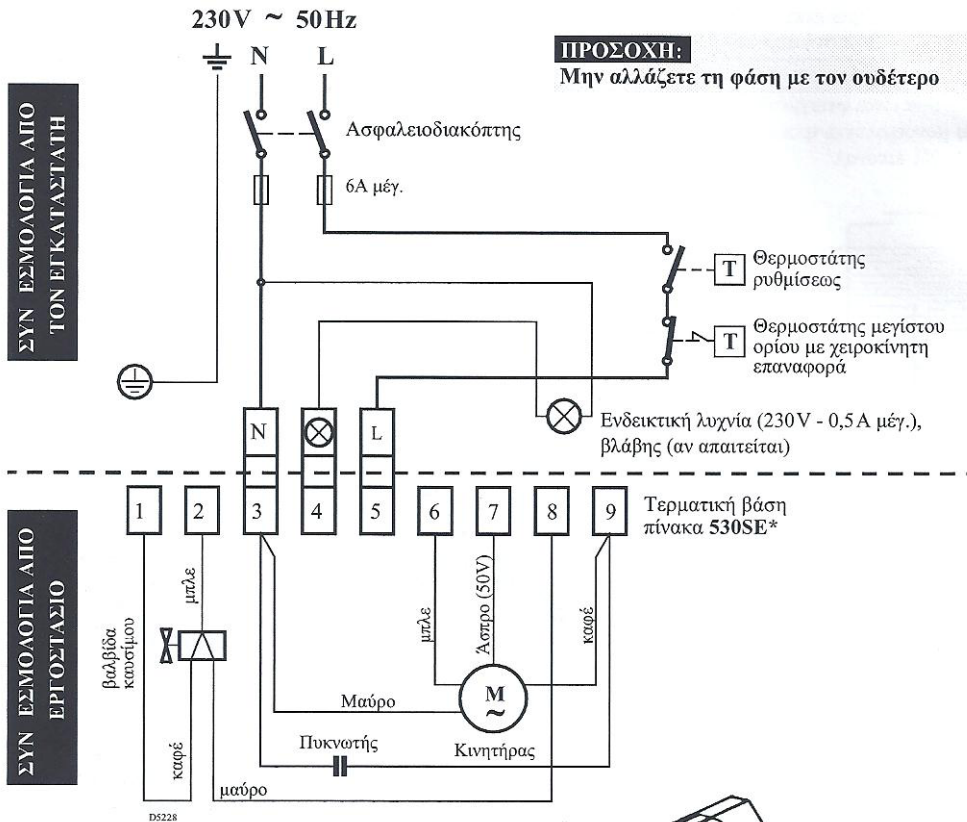 230V ~ 50Hz
N L
ΠΡΟΣΟΧΗ:
Μην αλλάζετε τη φάση με τον ουδέτερο
ΣΥΝ ΕΣΜΟΛΟΓΙΑ ΑΠΟ
ΤΟΝ ΕΓΚΑΤΑΣΤΑΤΗ
Ασφαλειοδιακόπτης
6A μέγ.
T
Θερμοστάτης
ρυθμίσεως
T
Θερμοστάτης μεγίστου
ορίου με χειροκίνητη
επαναφορά
Ενδεικτική λυχνία (230V - 0,5A μέγ.),
βλάβης (αν απαιτείται)
N L
1 2 3 4 5 6 7 8 9
Τερματική βάση
πίνακα 530SE*
ΣΥΝ ΕΣΜΟΛΟΓΙΑ ΑΠΟ
ΕΡΓΟΣΤΑΣΙΟ
βαλβίδα
καυσίμου
μπλε
καφέ
μαύρο
μπλε
Άσπρο (50V)
καφέ
Μαύρο
M
~
Πυκνωτής
Κινητήρας
D5228